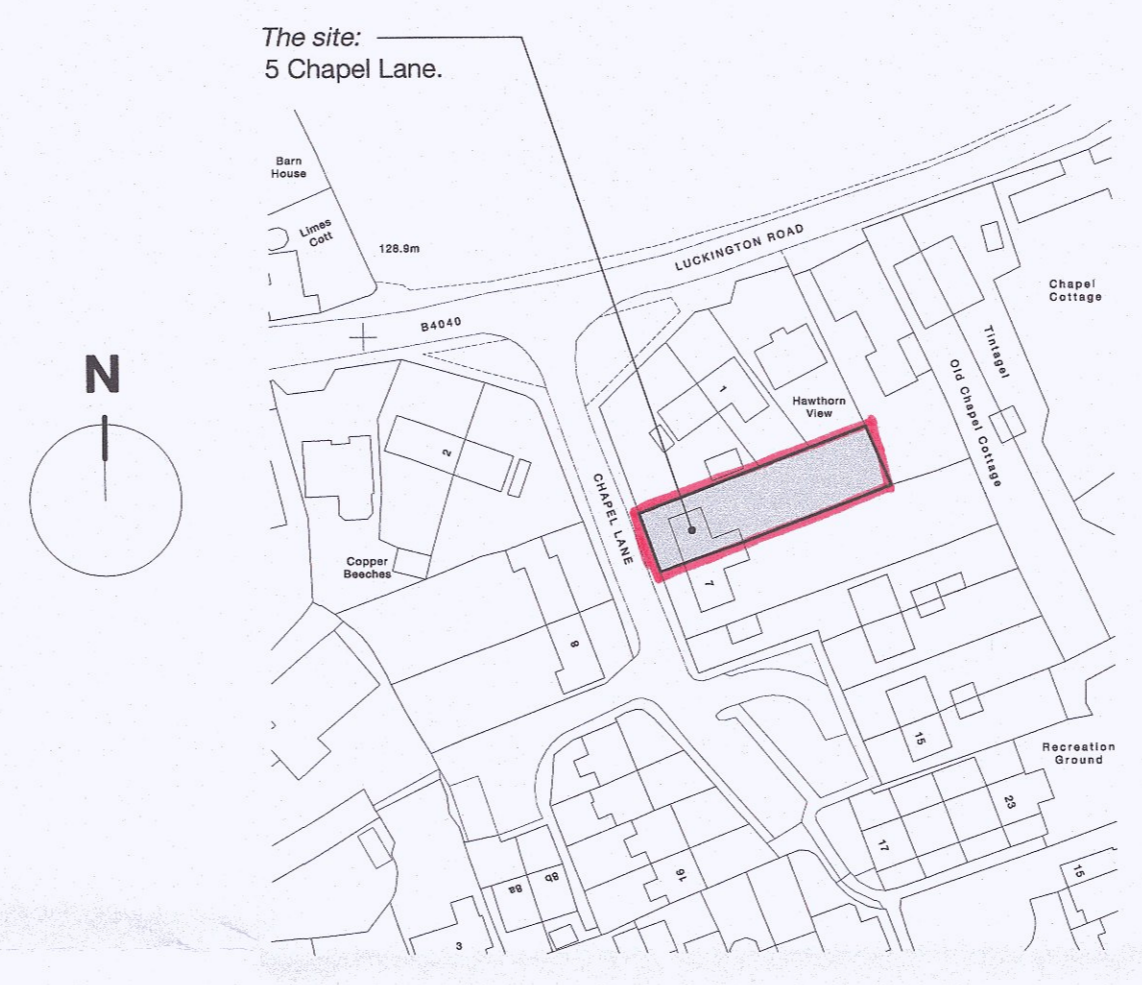 The site:
5 Chapel Lane.
Barn
House
Limes
Cott
128.9m
LUCKINGTON ROAD
B4040
Chapel
Cottage
N
Tintagel
Old Chapel Cottage
1
Hawthorn
View
2
CHAPEL LANE
Copper
Beeches
7
8
15
Recreation
Ground
23
17
16
15
8a
8b
3